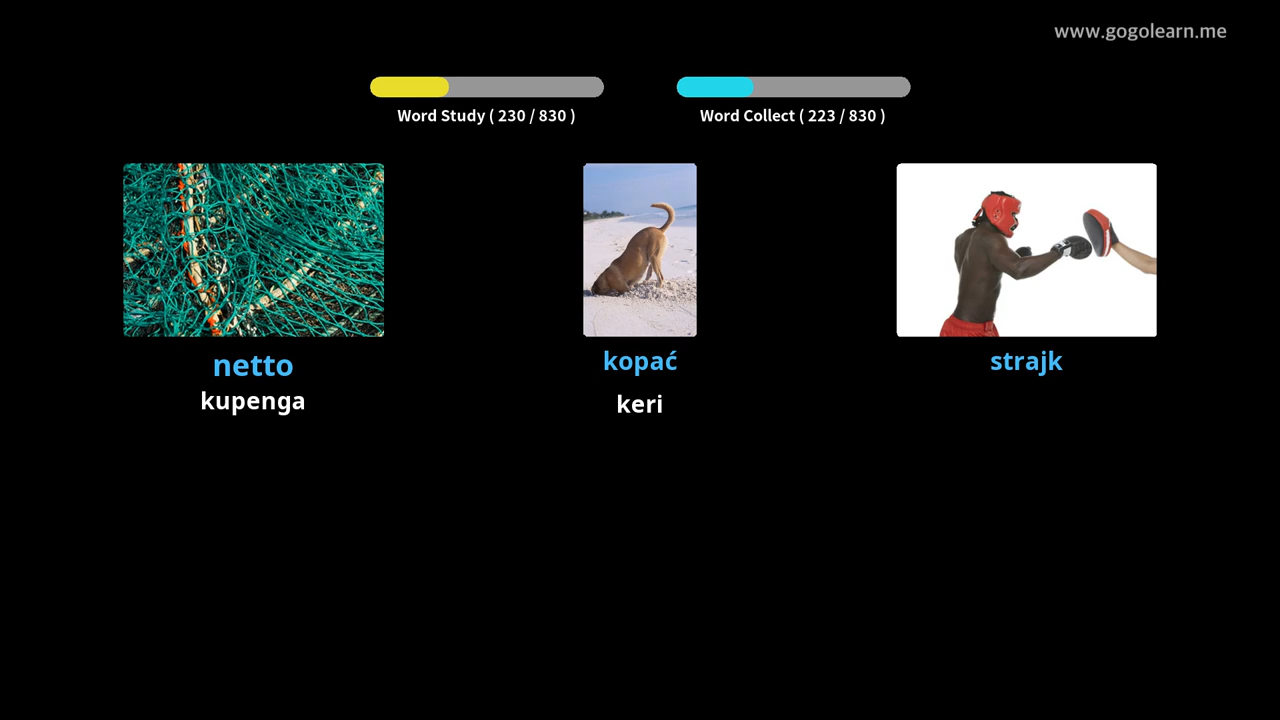 www.gogolearn.me
Word Study ( 230 / 830 )
Word Collect ( 223 / 830 )
netto
kupenga
kopać
keri
strajk